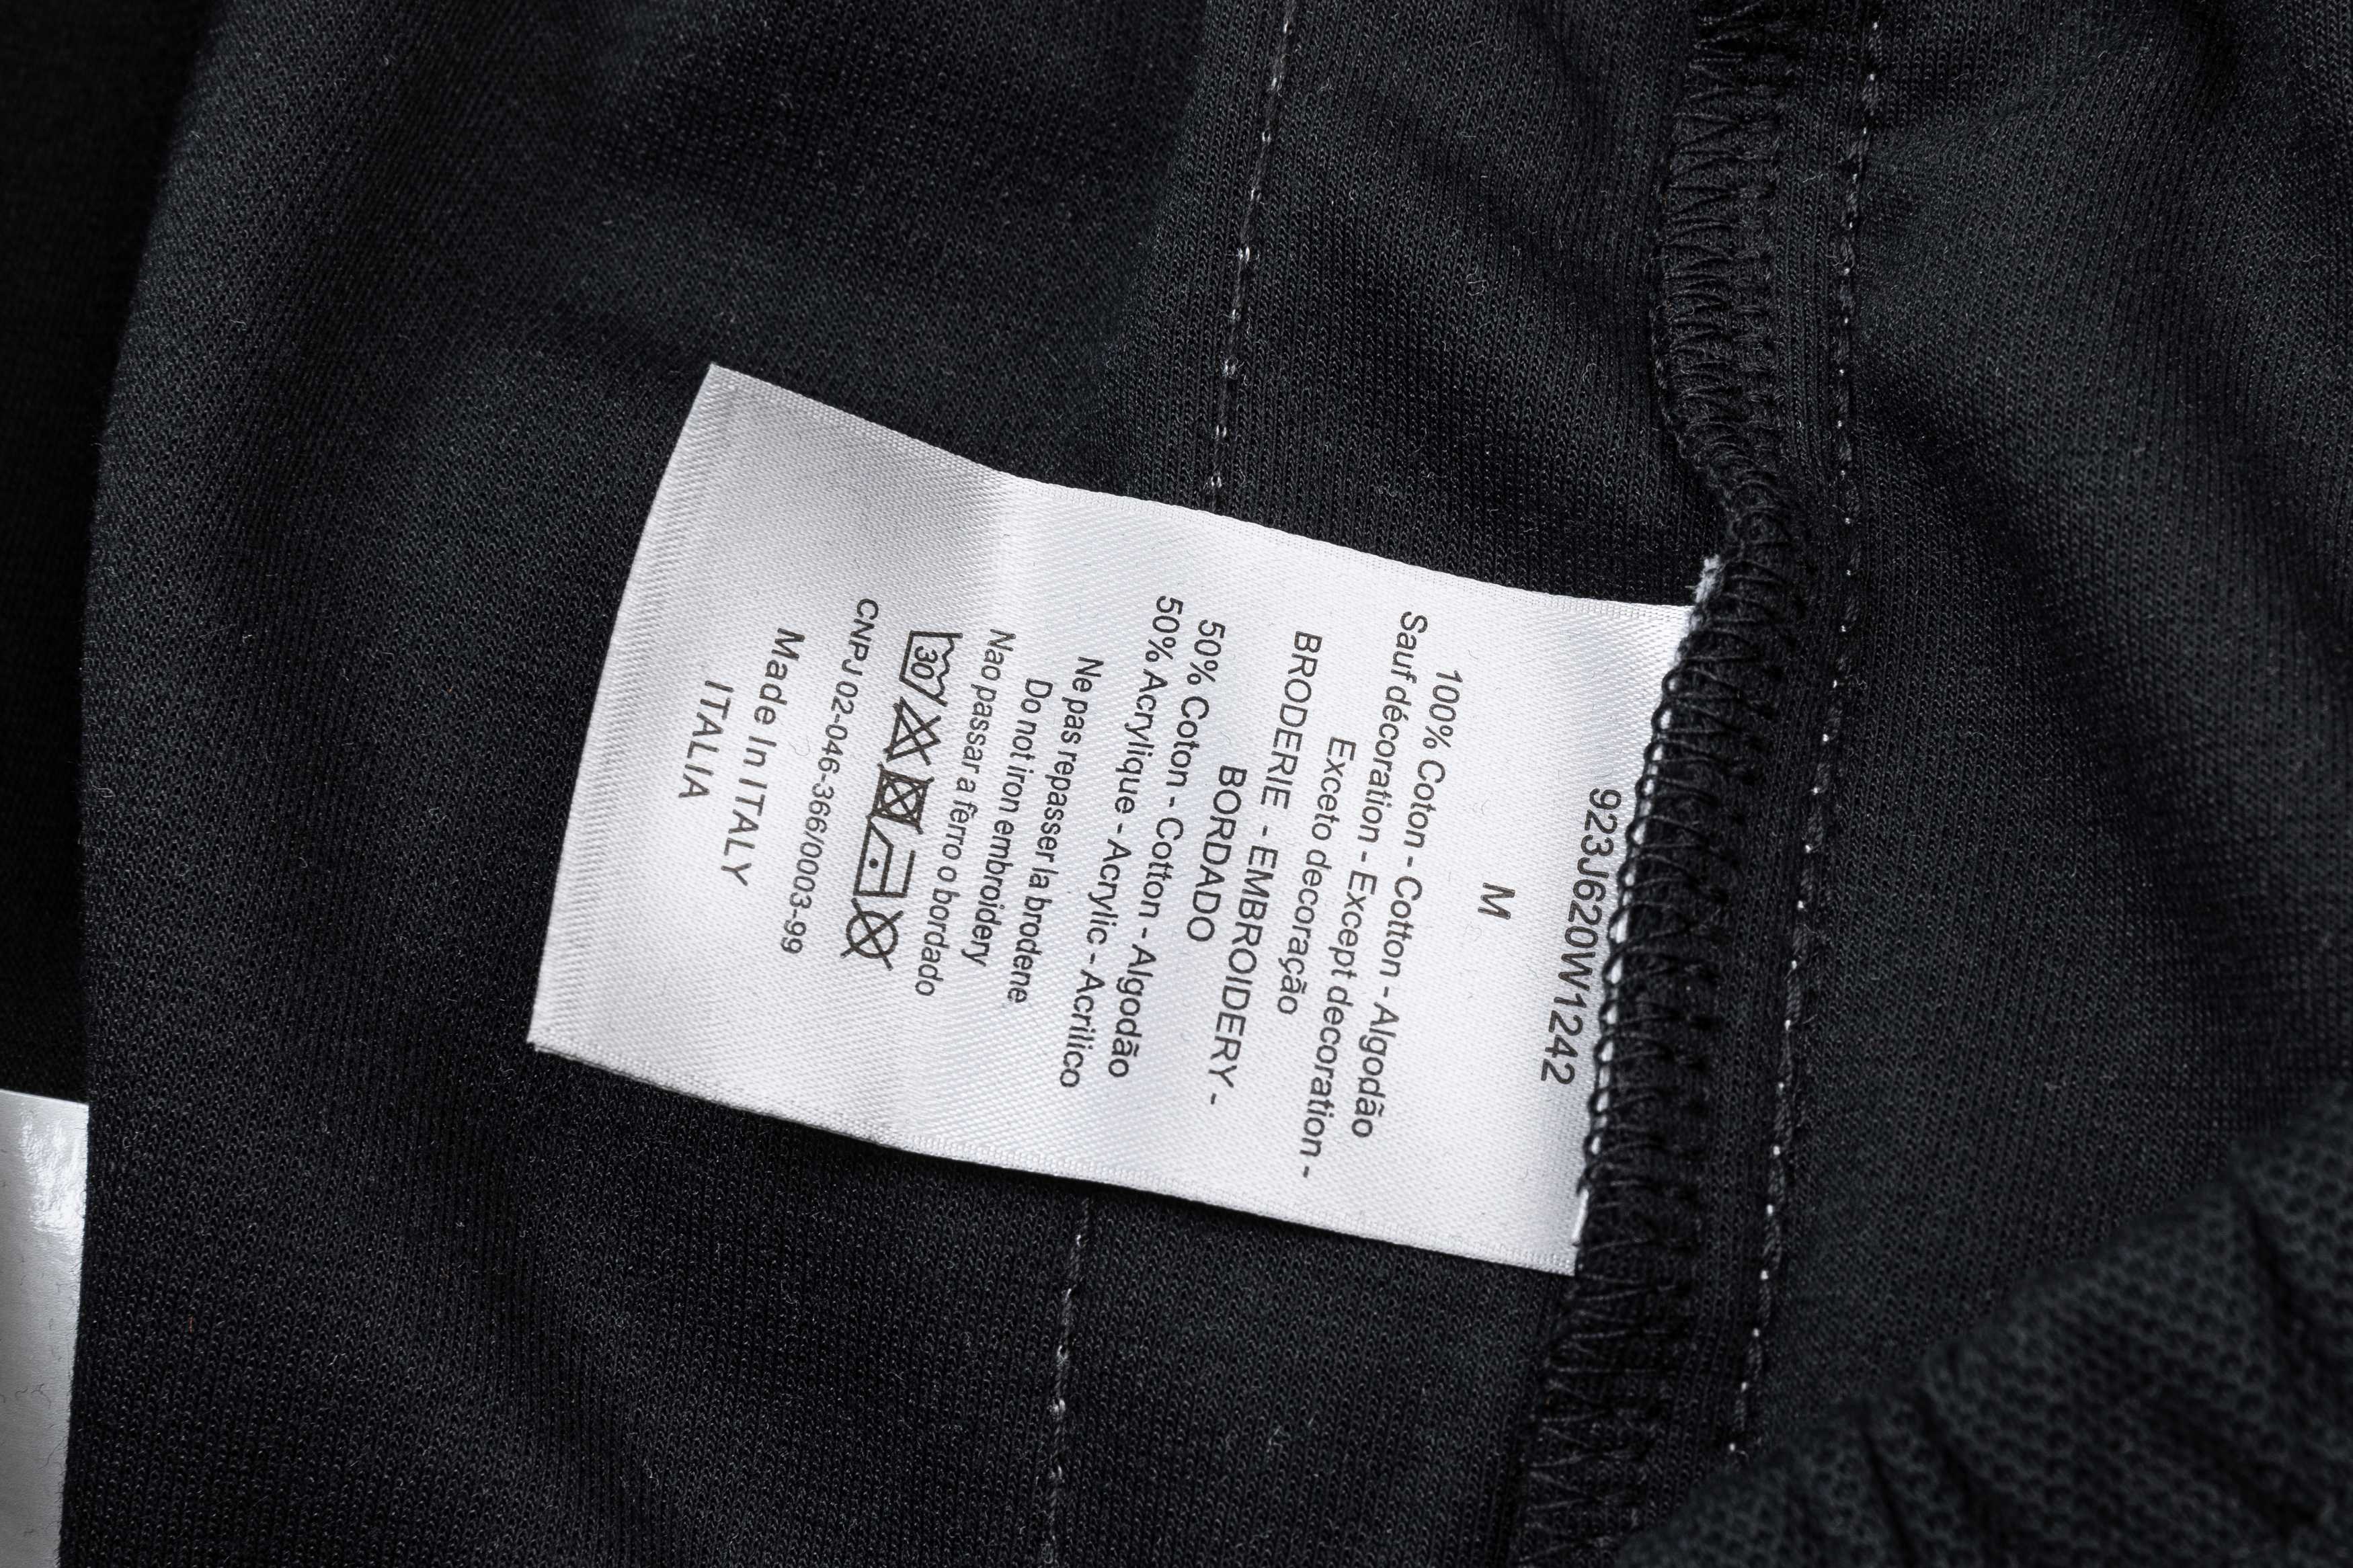 923J620W1242
M
100% Coton - Cotton - Algodão
Sauf décoration - Except decoration -
Exceto decoração
BRODERIE - EMBROIDERY -
BORDADO
50% Coton - Cotton - Algodão
50% Acrylique - Acrylic - Acrilico
Ne pas repasser la brodene
Do not iron embroidery
Nao passar a fêrro o bordado
30
CNPJ 02-046-366/0003-99
Made In ITALY
ITALIA